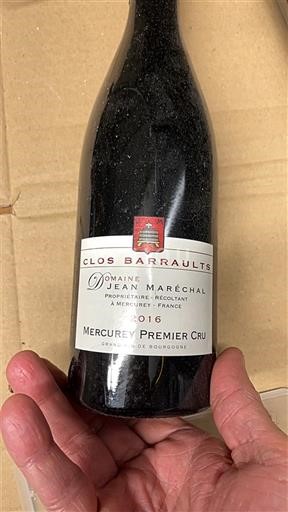 CLOS BARRAULTS
DOMAINE
JEAN MARÉCHAL
PROPRIÉTAIRE - RÉCOLTANT
À MERCUREY - FRANCE
2016
MERCUREY PREMIER CRU
GRAND VIN DE BOURGOGNE